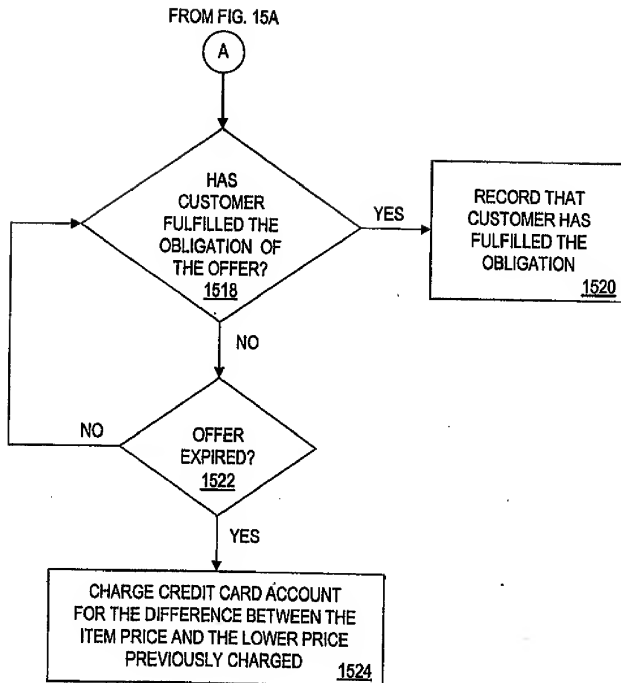 FROM FIG. 15A
A
HAS
CUSTOMER
FULFILLED THE
OBLIGATION OF
THE OFFER?
1518
YES
RECORD THAT
CUSTOMER HAS
FULFILLED THE
OBLIGATION
1520
NO
NO
OFFER
EXPIRED?
1522
YES
CHARGE CREDIT CARD ACCOUNT
FOR THE DIFFERENCE BETWEEN THE
ITEM PRICE AND THE LOWER PRICE
PREVIOUSLY CHARGED
1524